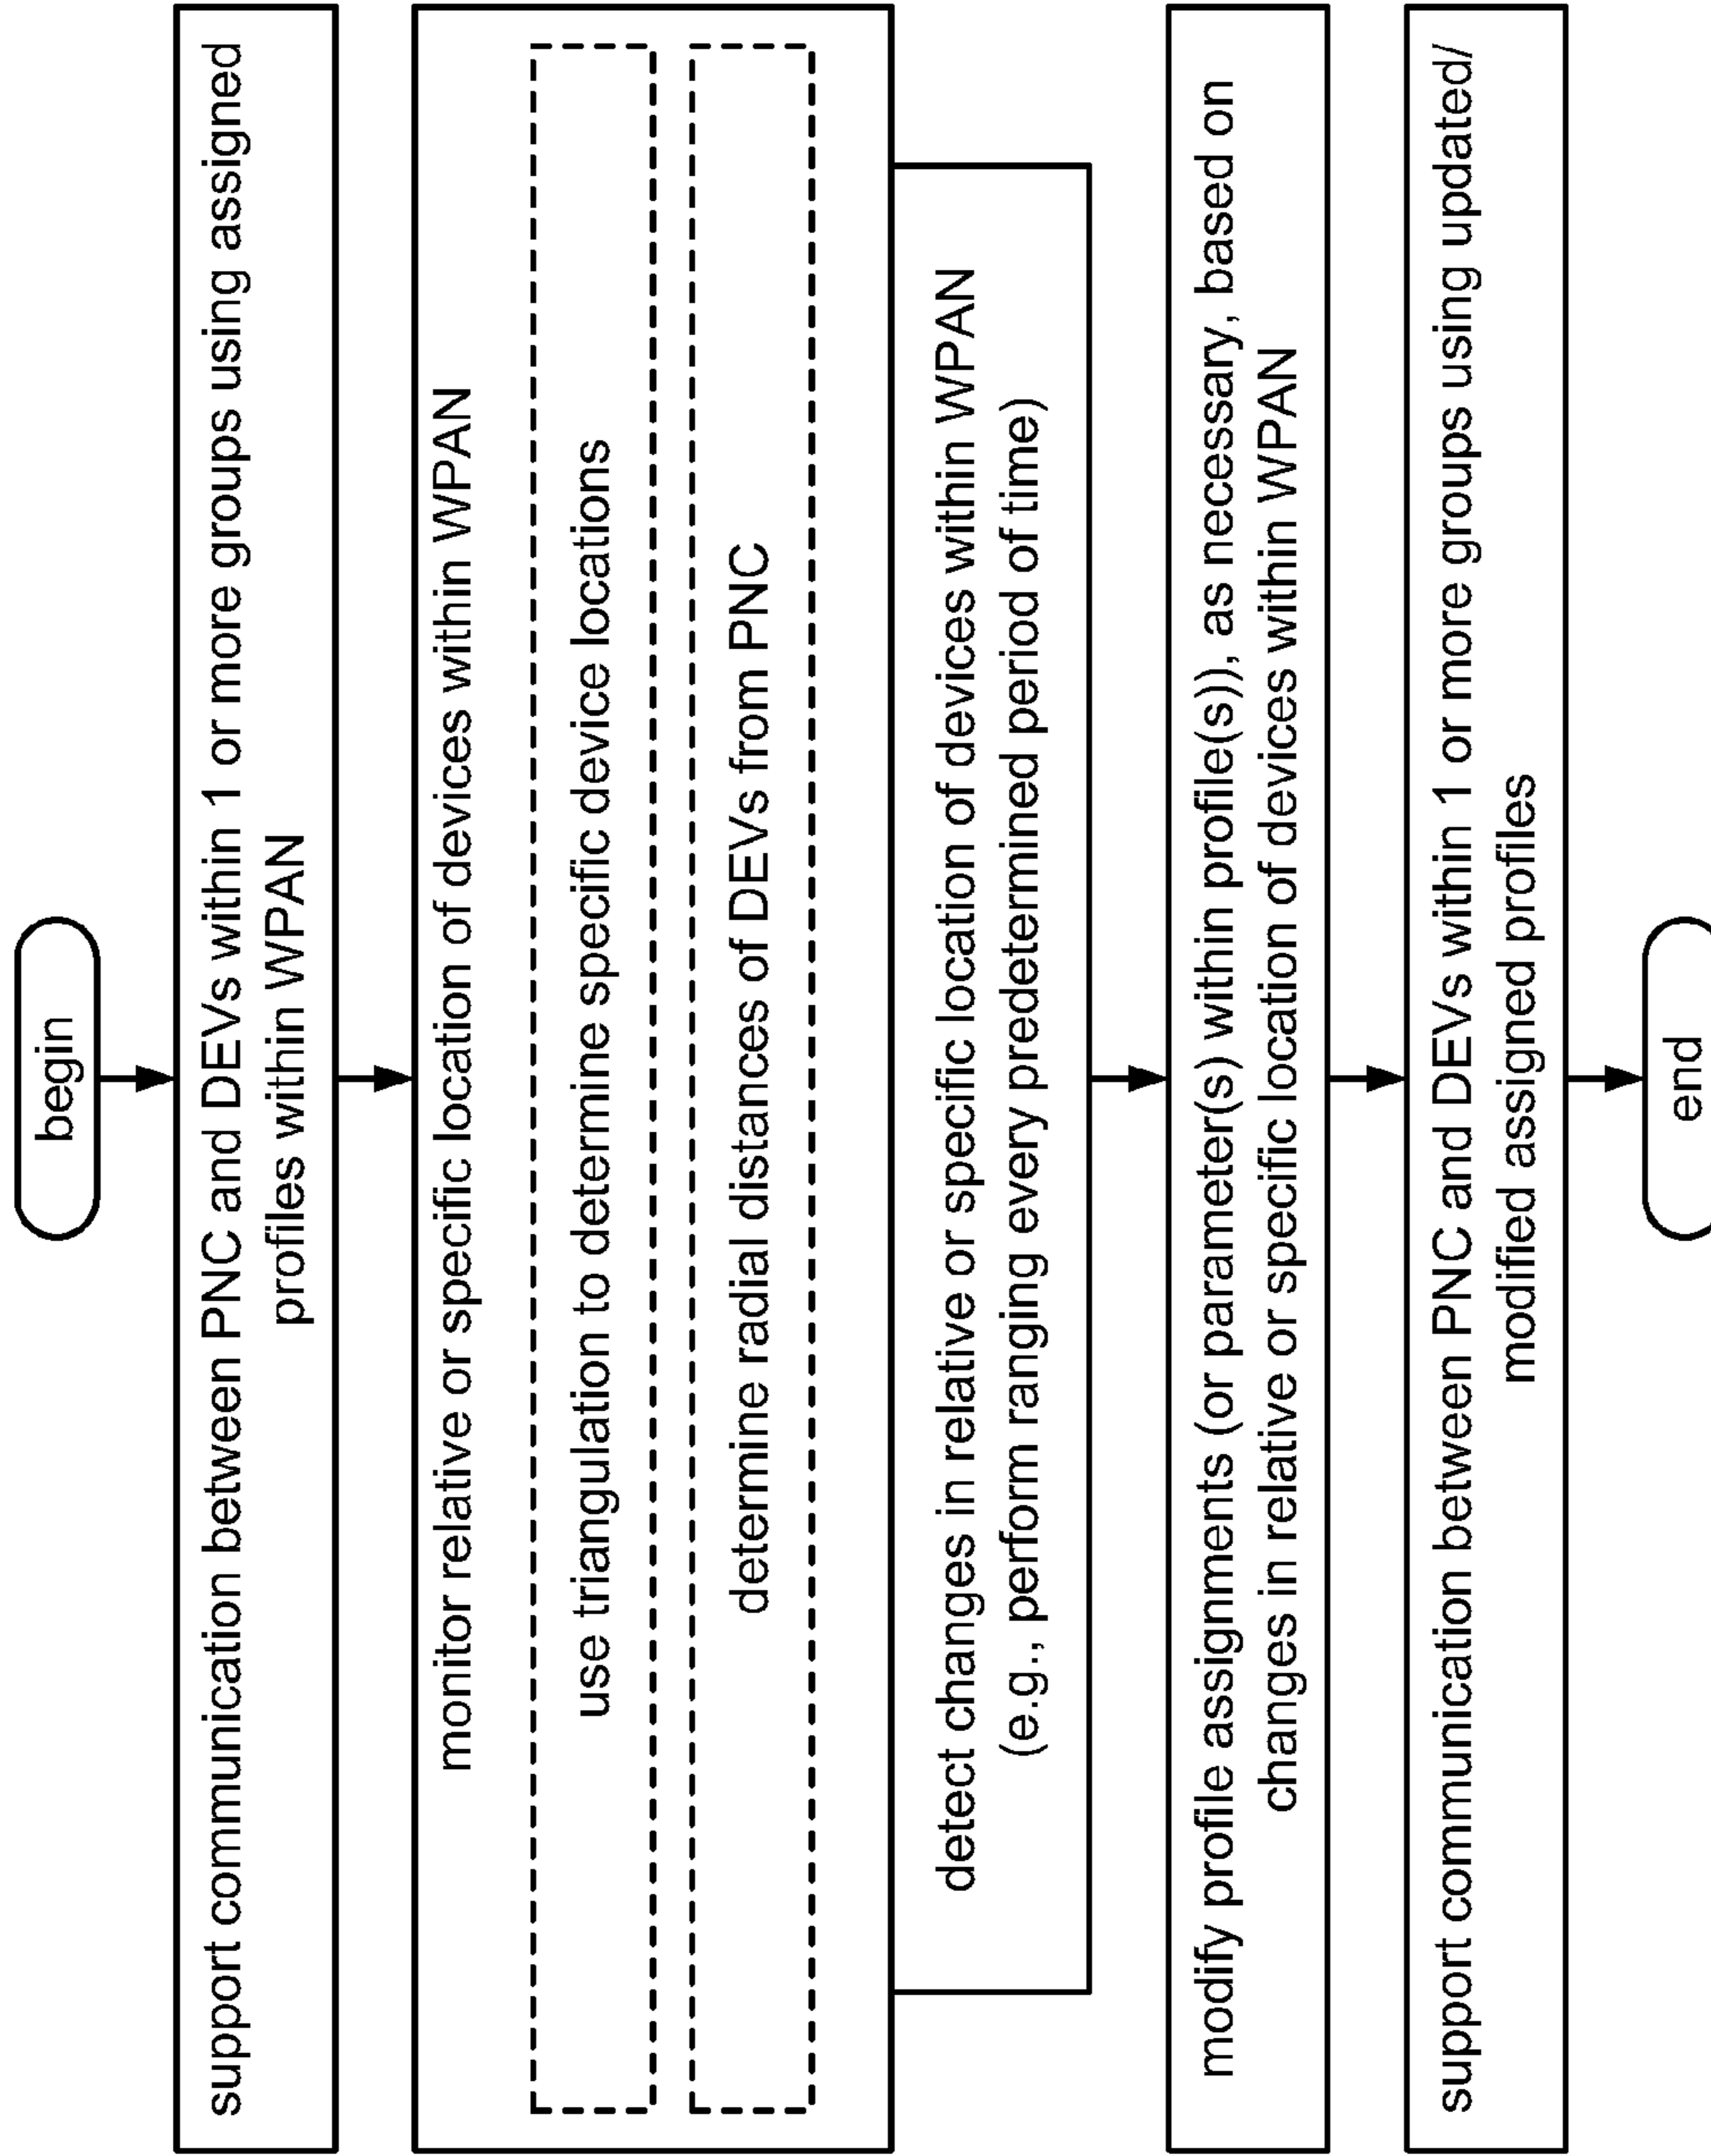 begin
support communication between PNC and DEVs within 1 or more groups using assigned
profiles within WPAN
monitor relative or specific location of devices within WPAN
use triangulation to determine specific device locations
determine radial distances of DEVs from PNC
detect changes in relative or specific location of devices within WPAN
(e.g., perform ranging every predetermined period of time)
modify profile assignments (or parameter(s) within profile(s)), as necessary, based on
changes in relative or specific location of devices within WPAN
support communication between PNC and DEVs within 1 or more groups using updated/
modified assigned profiles
end